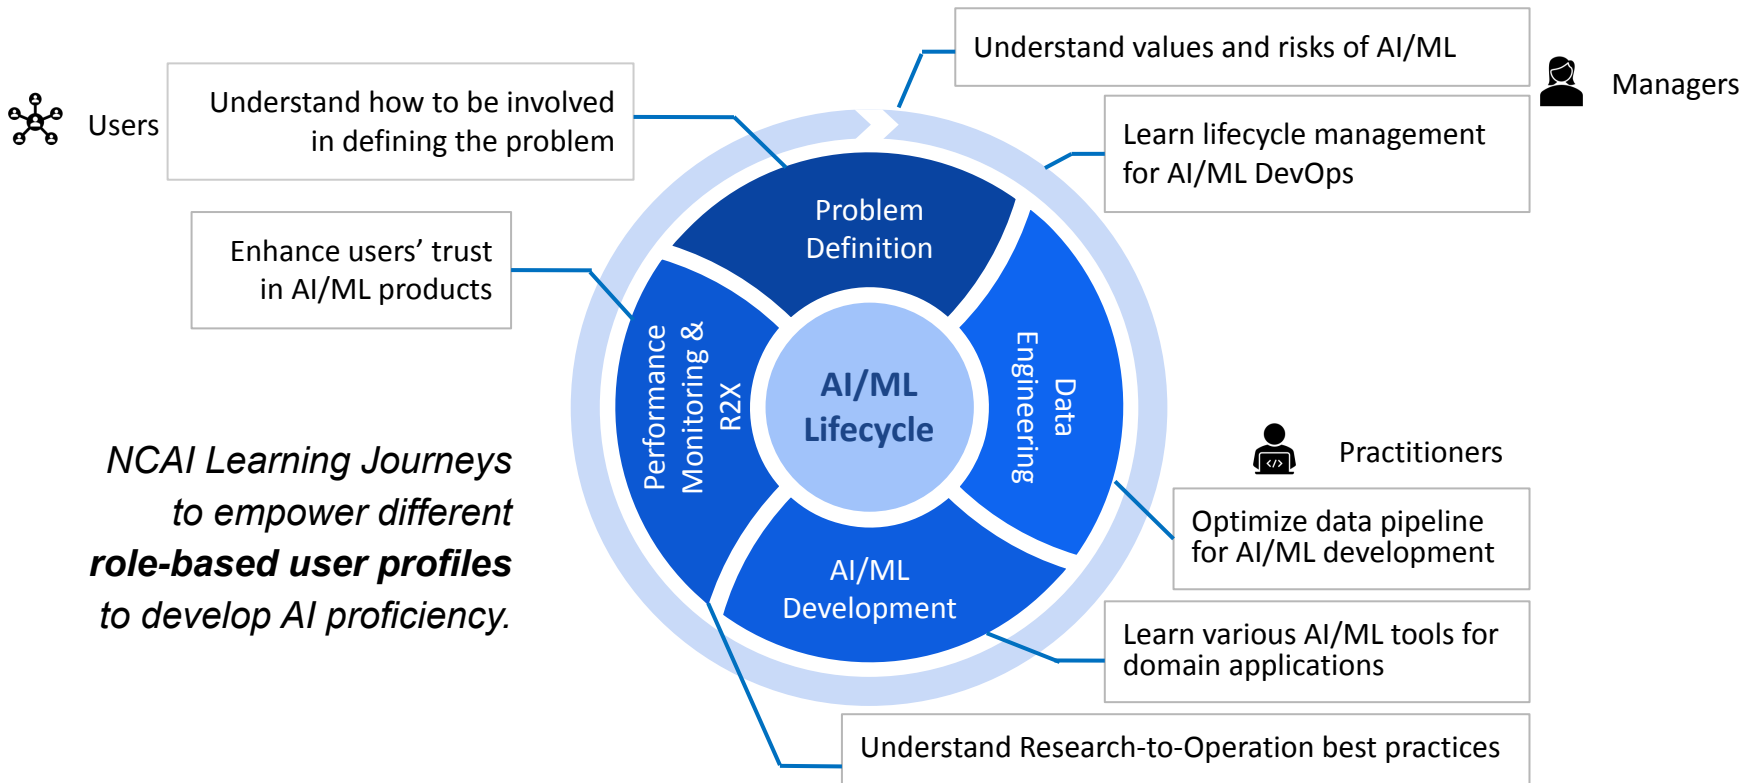 Understand values and risks of AI/ML
Managers
Learn lifecycle management
for AI/ML DevOps
Users
Understand how to be involved
in defining the problem
Enhance users’ trust
in AI/ML products
Problem
Definition
Data
Engineering
AI/ML
Development
Performance
Monitoring &
R2X
AI/ML
Lifecycle
NCAI Learning Journeys
to empower different
role-based user profiles
to develop AI proficiency.
</>
Practitioners
Optimize data pipeline
for AI/ML development
Learn various AI/ML tools for
domain applications
Understand Research-to-Operation best practices